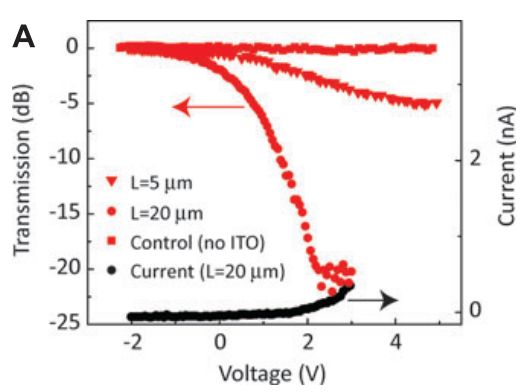 A
Transmission (dB)
0
-5
-10
-15
-20
-25
L=5 μm
L=20 μm
Control (no ITO)
Current (L=20 μm)
2
0
Current (nA)
-2
0
2
4
Voltage (V)